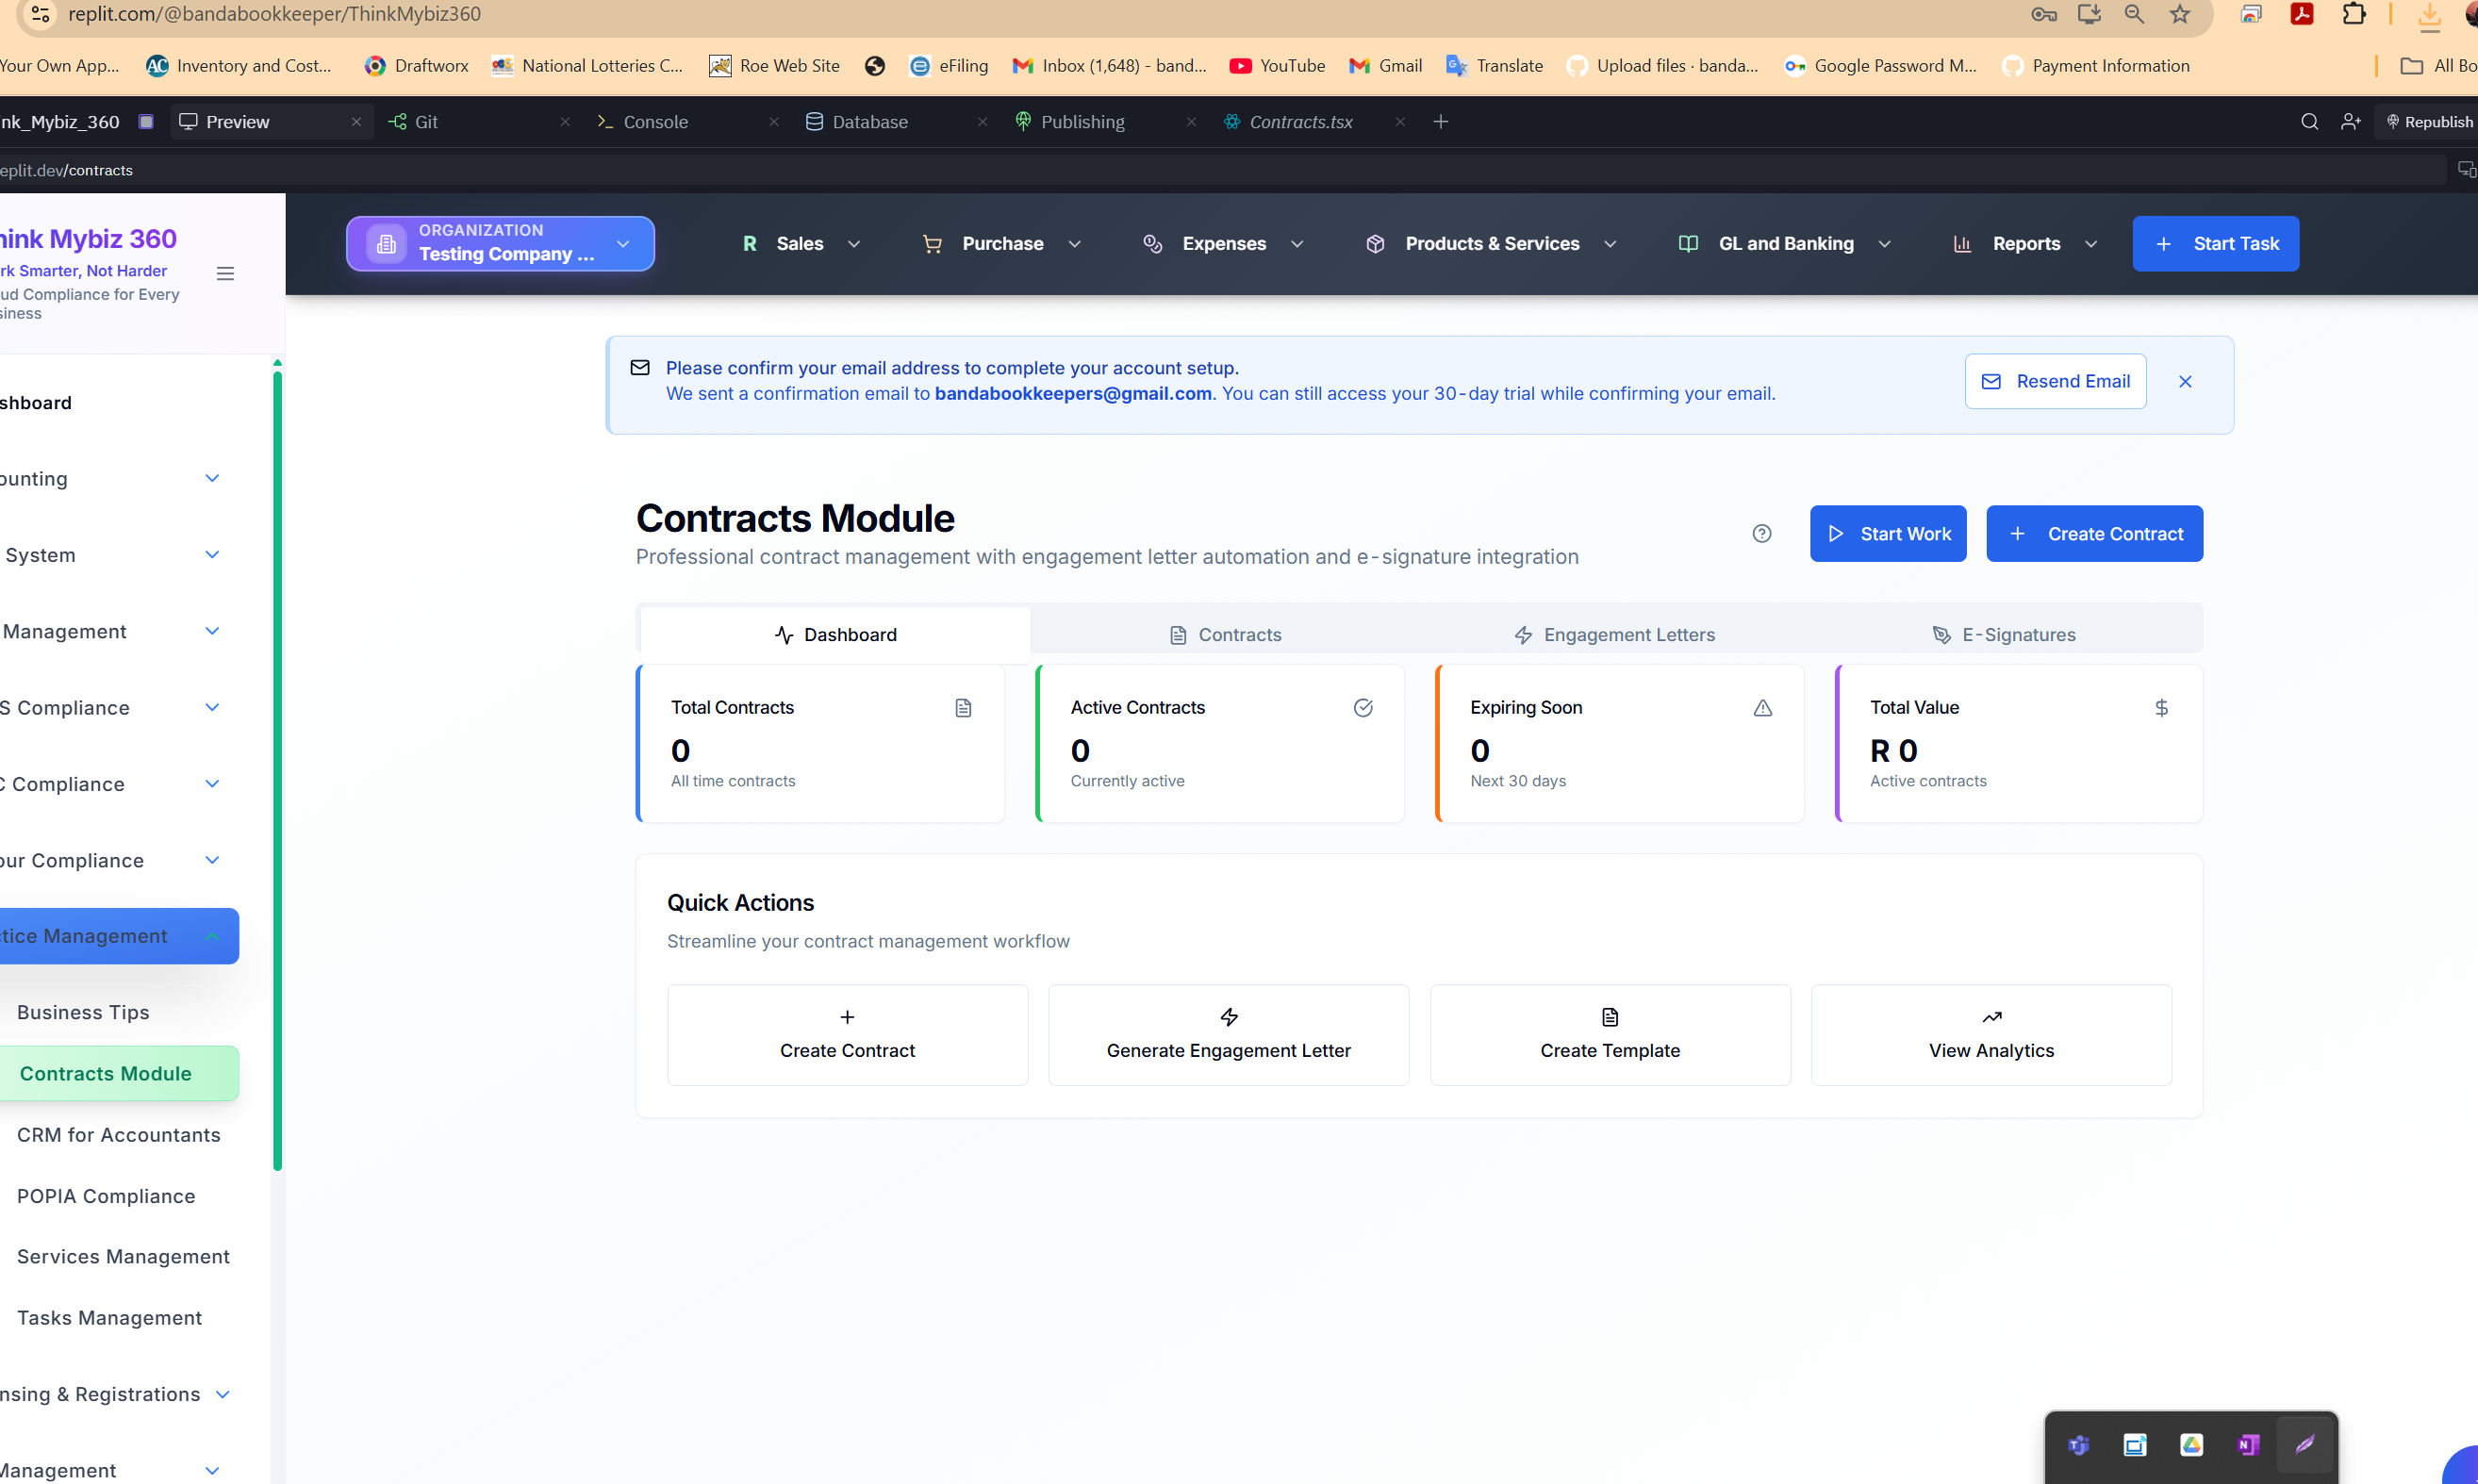 replit.com/@bandabookkeeper/ThinkMybiz360
Your Own App... Inventory and Cost... Draftworx National Lotteries C... Roe Web Site eFiling Inbox (1,648) - band... YouTube Gmail Translate Upload files · banda... Google Password M... Payment Information All Bo
nk_Mybiz_360 Preview Git Console Database Publishing Contracts.tsx Republish
eplit.dev/contracts
hink Mybiz 360
rk Smarter, Not Harder
ud Compliance for Every
siness
ORGANIZATION
Testing Company ...
R Sales Purchase Expenses Products & Services GL and Banking Reports Start Task
Please confirm your email address to complete your account setup.
We sent a confirmation email to bandabookkeepers@gmail.com. You can still access your 30-day trial while confirming your email.
Resend Email
shboard
ounting
System
Management
S Compliance
C Compliance
our Compliance
ctice Management
Business Tips
Contracts Module
CRM for Accountants
POPIA Compliance
Services Management
Tasks Management
nsing & Registrations
Management
Contracts Module
Professional contract management with engagement letter automation and e-signature integration
Start Work
Create Contract
Dashboard Contracts Engagement Letters E-Signatures
Total Contracts
0
All time contracts
Active Contracts
0
Currently active
Expiring Soon
0
Next 30 days
Total Value
R 0
Active contracts
Quick Actions
Streamline your contract management workflow
Create Contract
Generate Engagement Letter
Create Template
View Analytics